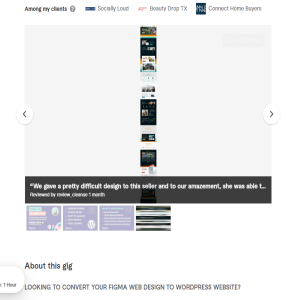 Among my clients
Socially Loud
Beauty Drop TX
Connect Home Buyers
"We gave a pretty difficult design to this seller and to our amazement, she was able t...
Reviewed by review_cleanon 1 month
About this gig
: 1 Hour
LOOKING TO CONVERT YOUR FIGMA WEB DESIGN TO WORDPRESS WEBSITE?